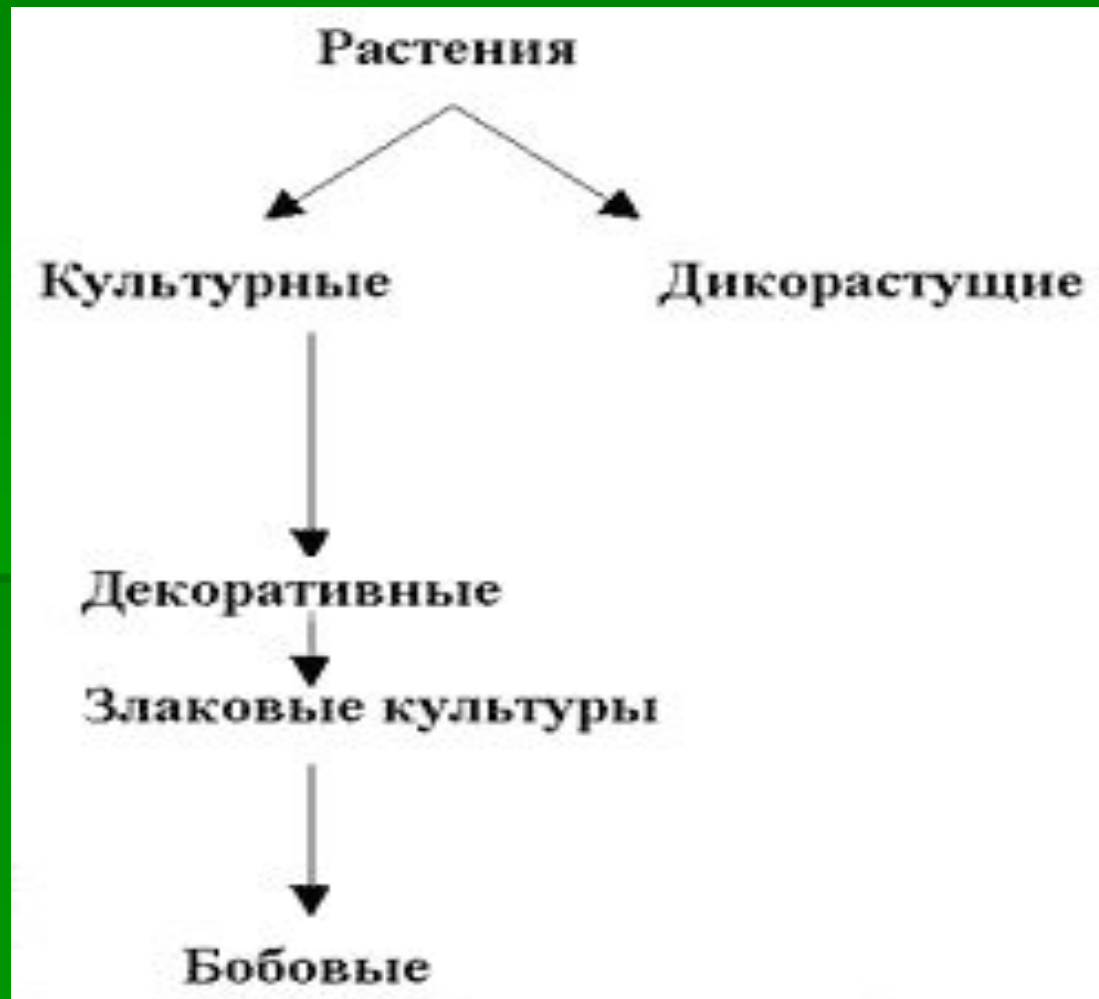 Растения
Культурные Дикорастущие
Декоративные
Злаковые культуры
Бобовые